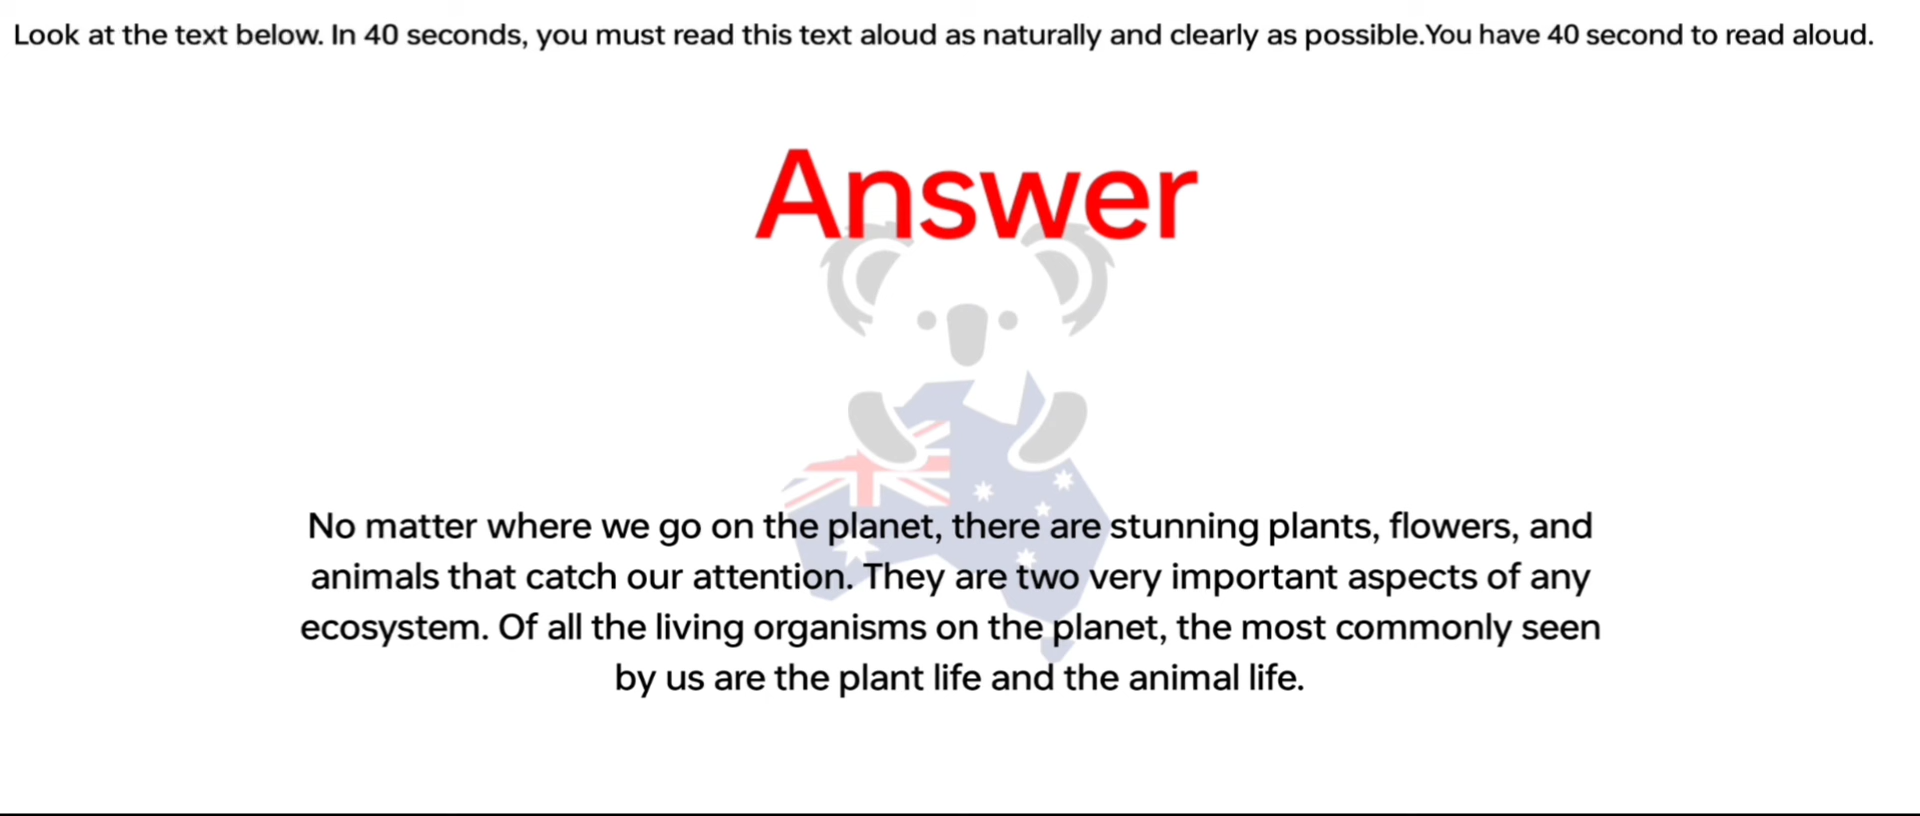 Look at the text below. In 40 seconds, you must read this text aloud as naturally and clearly as possible.You have 40 second to read aloud.
Answer
No matter where we go on the planet, there are stunning plants, flowers, and
animals that catch our attention. They are two very important aspects of any
ecosystem. Of all the living organisms on the planet, the most commonly seen
by us are the plant life and the animal life.